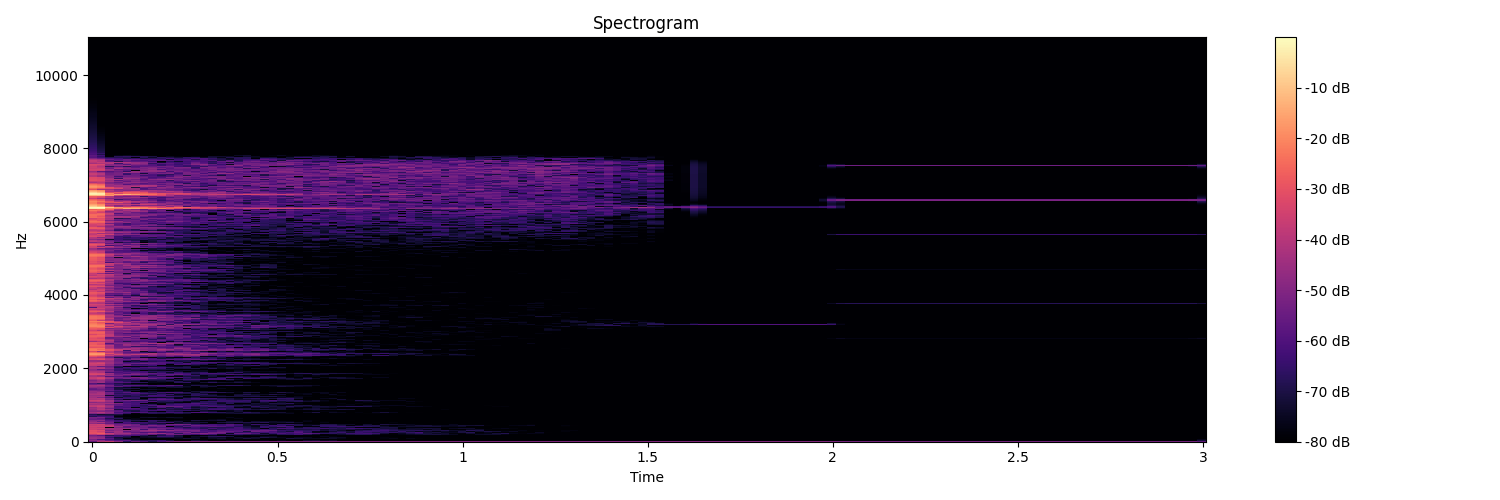 Spectrogram
Hz
10000
8000
6000
4000
2000
0
0 0.5 1 1.5 2 2.5 3
Time
-10 dB
-20 dB
-30 dB
-40 dB
-50 dB
-60 dB
-70 dB
-80 dB